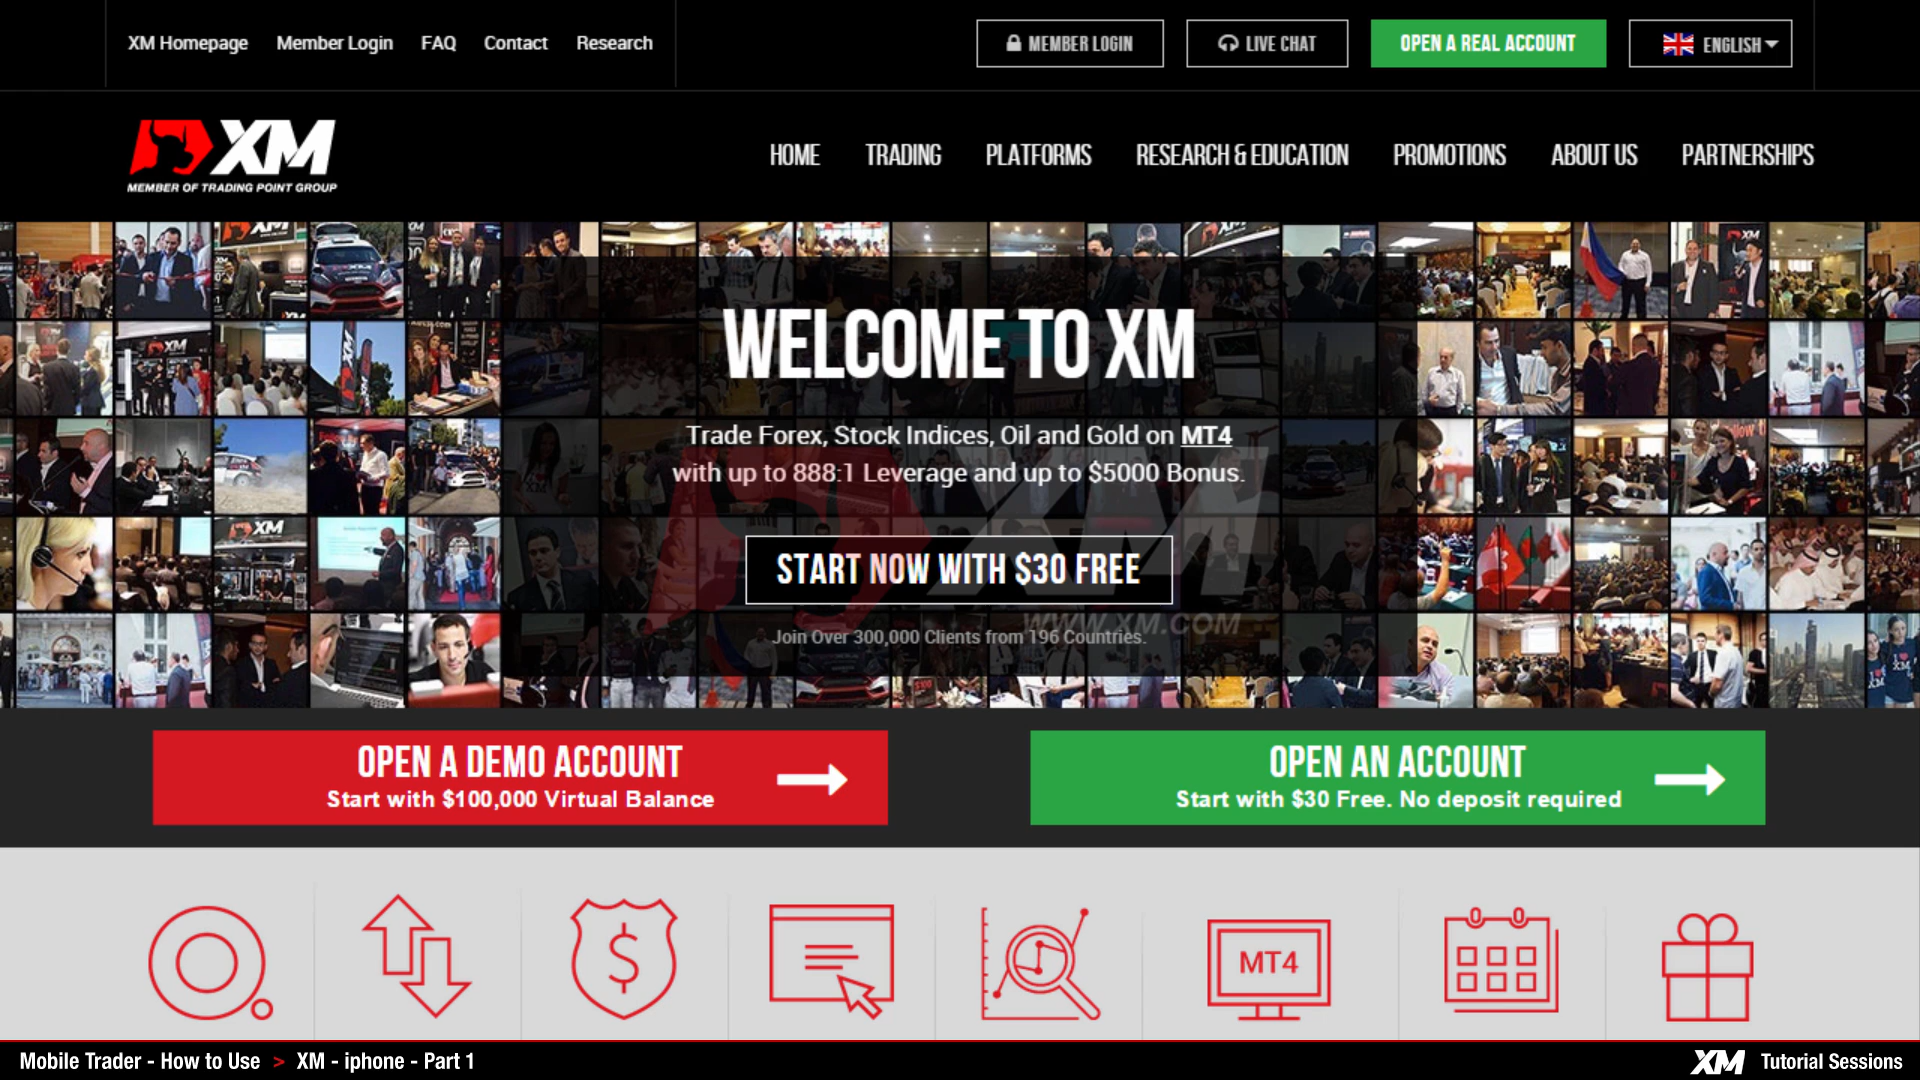 XM Homepage Member Login FAQ Contact Research
MEMBER LOGIN LIVE CHAT OPEN A REAL ACCOUNT ENGLISH
XM
MEMBER OF TRADING POINT GROUP
HOME TRADING PLATFORMS RESEARCH & EDUCATION PROMOTIONS ABOUT US PARTNERSHIPS
WELCOME TO XM
Trade Forex, Stock Indices, Oil and Gold on MT4
with up to 888:1 Leverage and up to $5000 Bonus.
XM
START NOW WITH $30 FREE
WWW.XM.COM
Join Over 300,000 Clients from 196 Countries.
OPEN A DEMO ACCOUNT
Start with $100,000 Virtual Balance
OPEN AN ACCOUNT
Start with $30 Free. No deposit required
MT4
Mobile Trader - How to Use > XM - iphone - Part 1
XM Tutorial Sessions